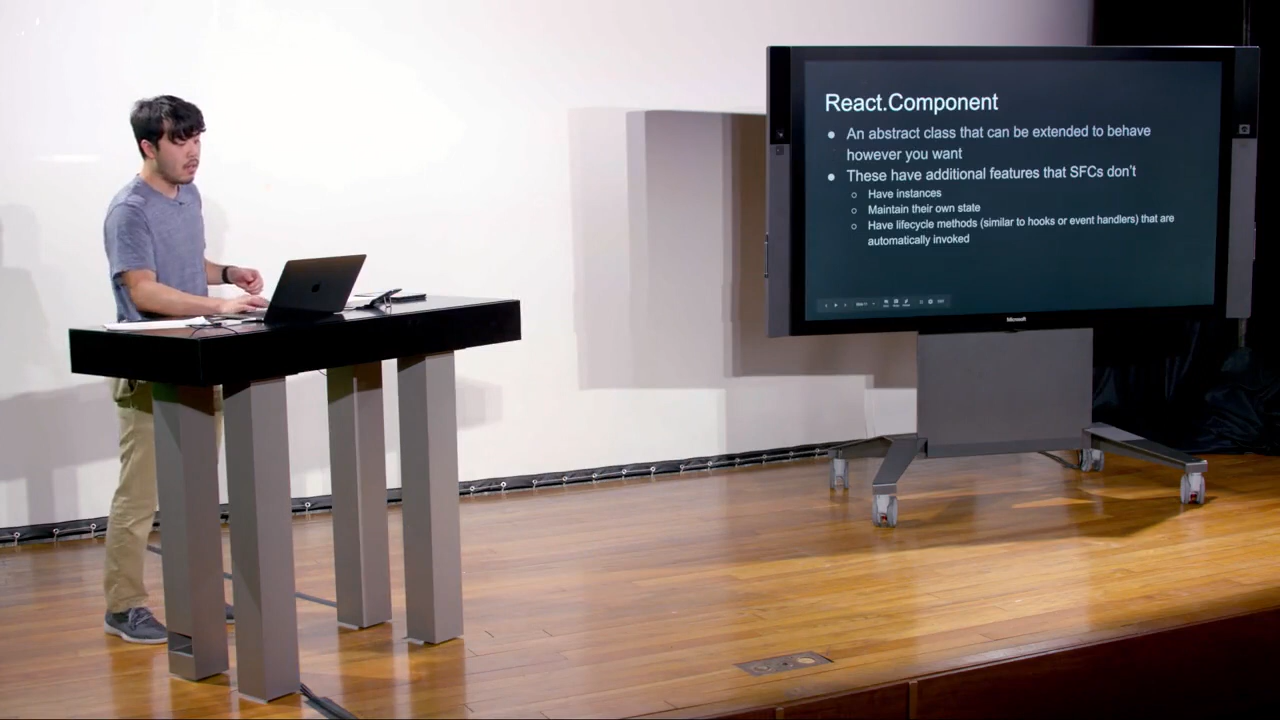 React.Component
● An abstract class that can be extended to behave
however you want
● These have additional features that SFCs don't
○ Have instances
○ Maintain their own state
○ Have lifecycle methods (similar to hooks or event handlers) that are
automatically invoked
Microsoft